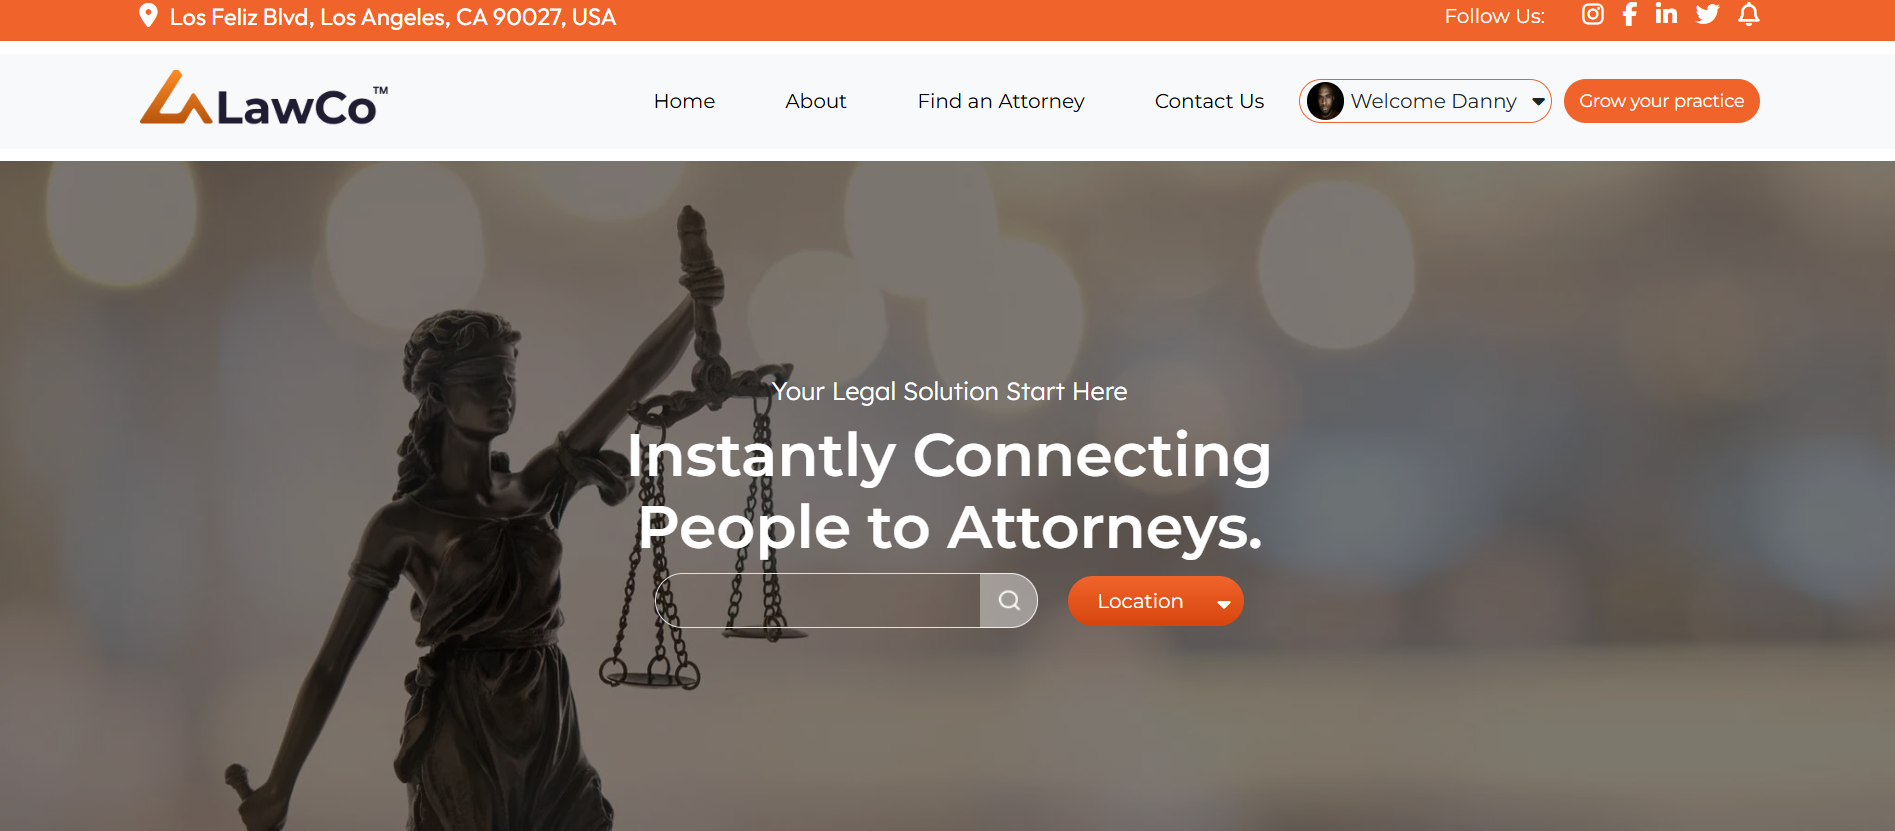 Los Feliz Blvd, Los Angeles, CA 90027, USA
Follow Us:
LawCo™
Home
About
Find an Attorney
Contact Us
Welcome Danny
Grow your practice
Your Legal Solution Start Here
Instantly Connecting
People to Attorneys.
Location